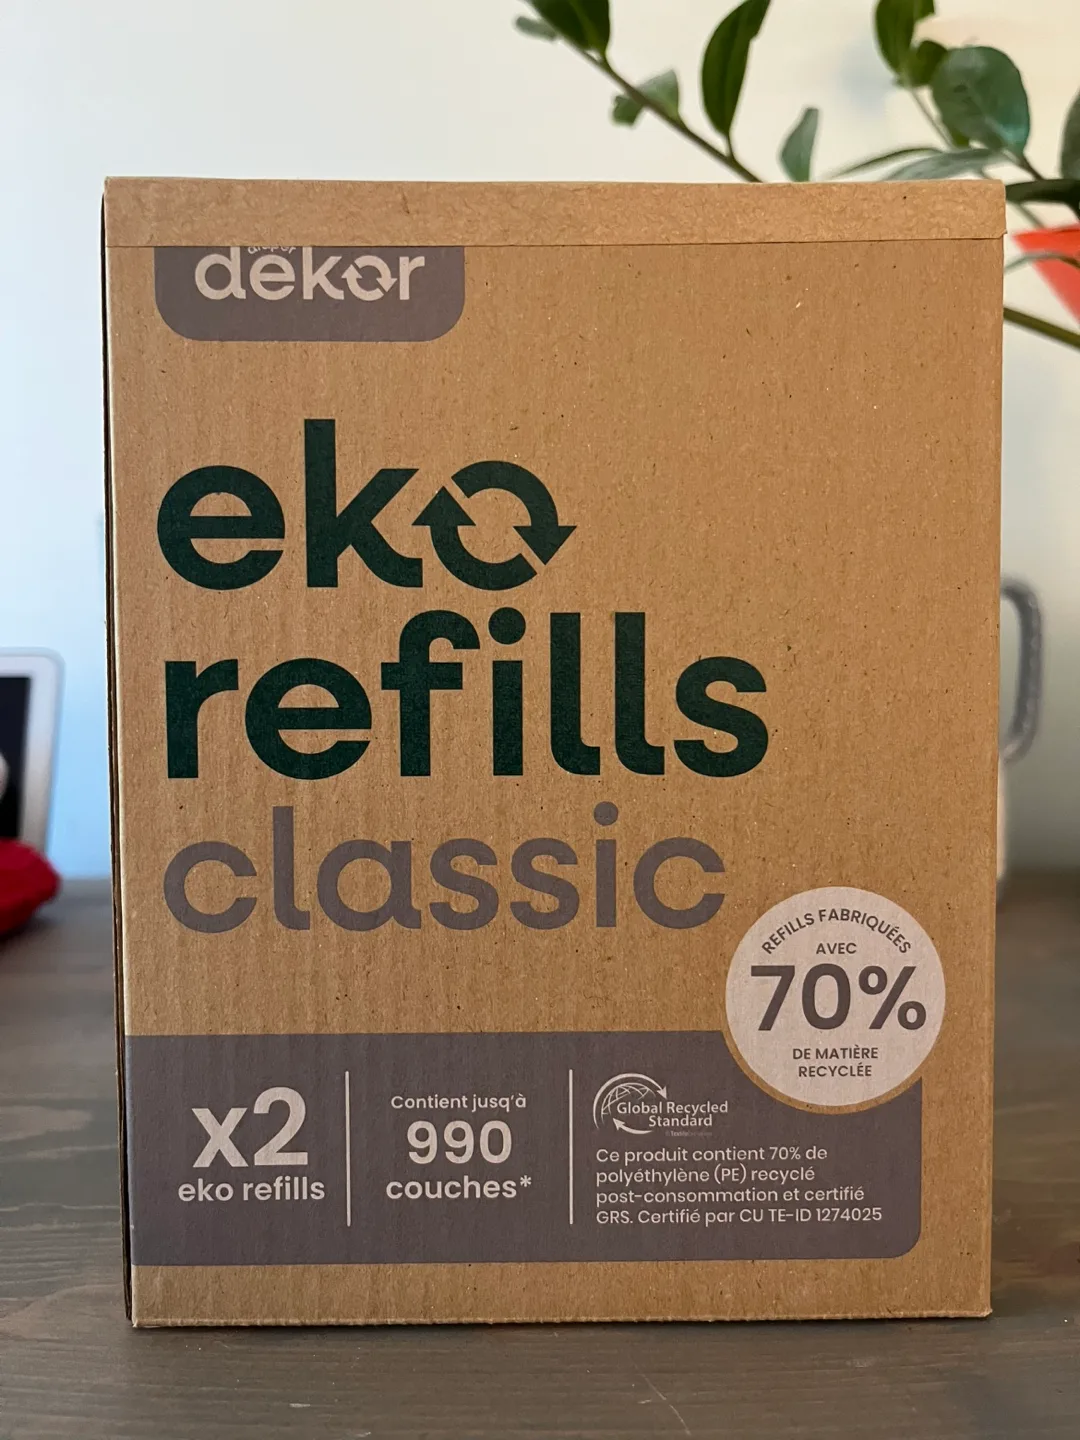 dekor
eko
refills
classic
REFILLS FABRIQUÉES
AVEC
70%
DE MATIÈRE
RECYCLÉE
x2
eko refills
Contient jusq'à
990
couches*
Global Recycled
Standard
Ce produit contient 70% de
polyéthylène (PE) recyclé
post-consommation et certifié
GRS. Certifié par CU TE-ID 1274025